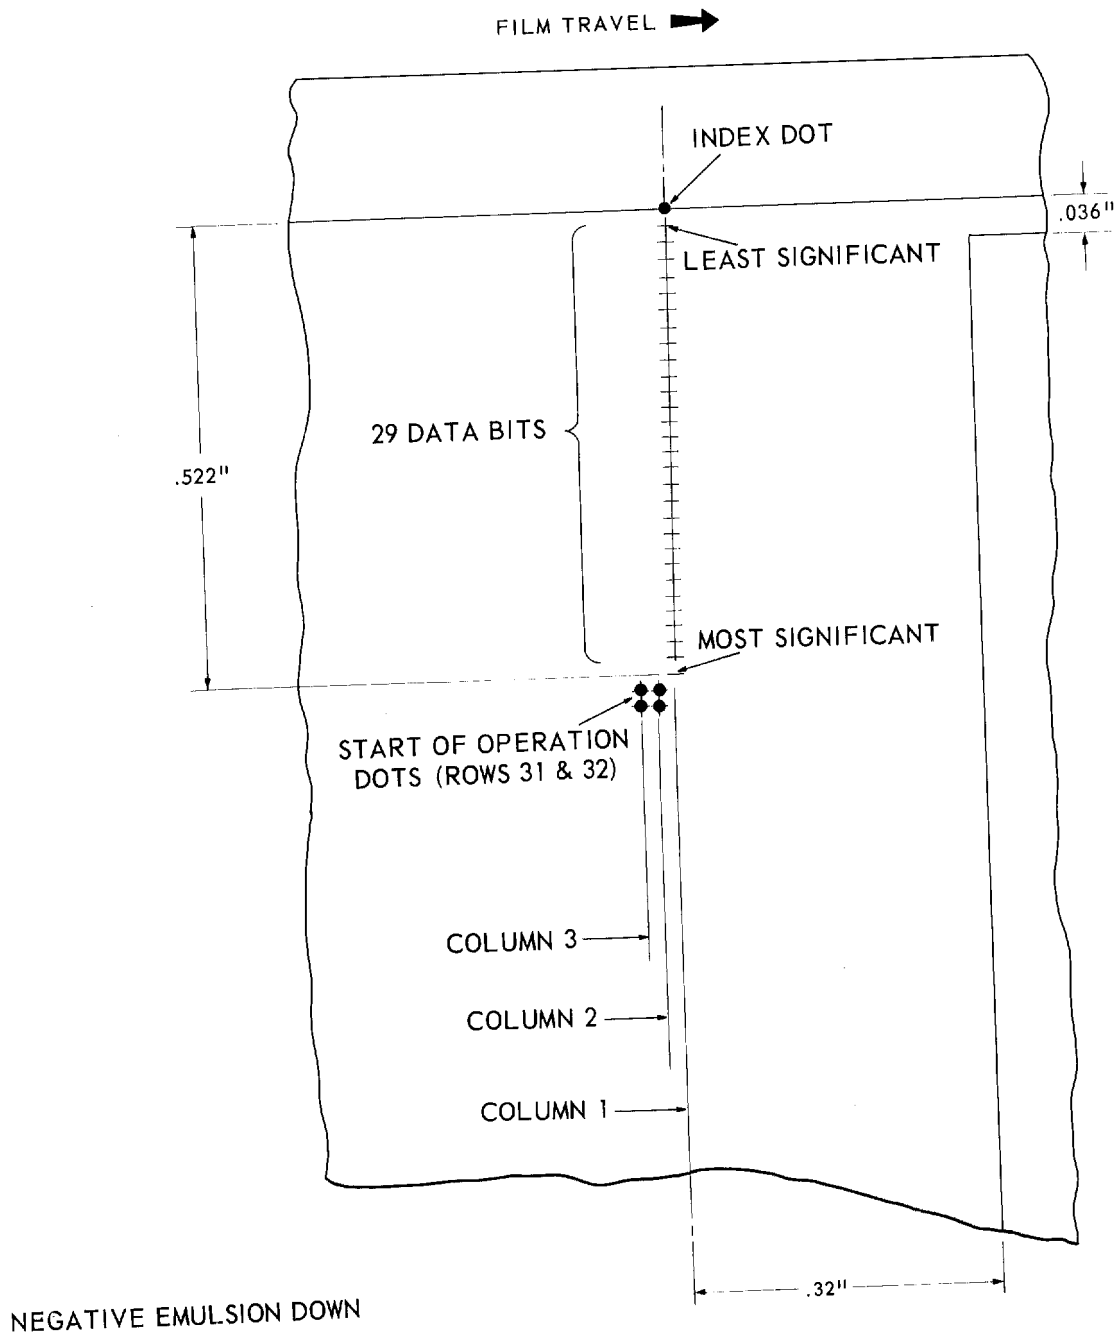 FILM TRAVEL
INDEX DOT
.036"
LEAST SIGNIFICANT
29 DATA BITS
.522"
MOST SIGNIFICANT
START OF OPERATION
DOTS (ROWS 31 & 32)
COLUMN 3
COLUMN 2
COLUMN 1
.32"
NEGATIVE EMULSION DOWN